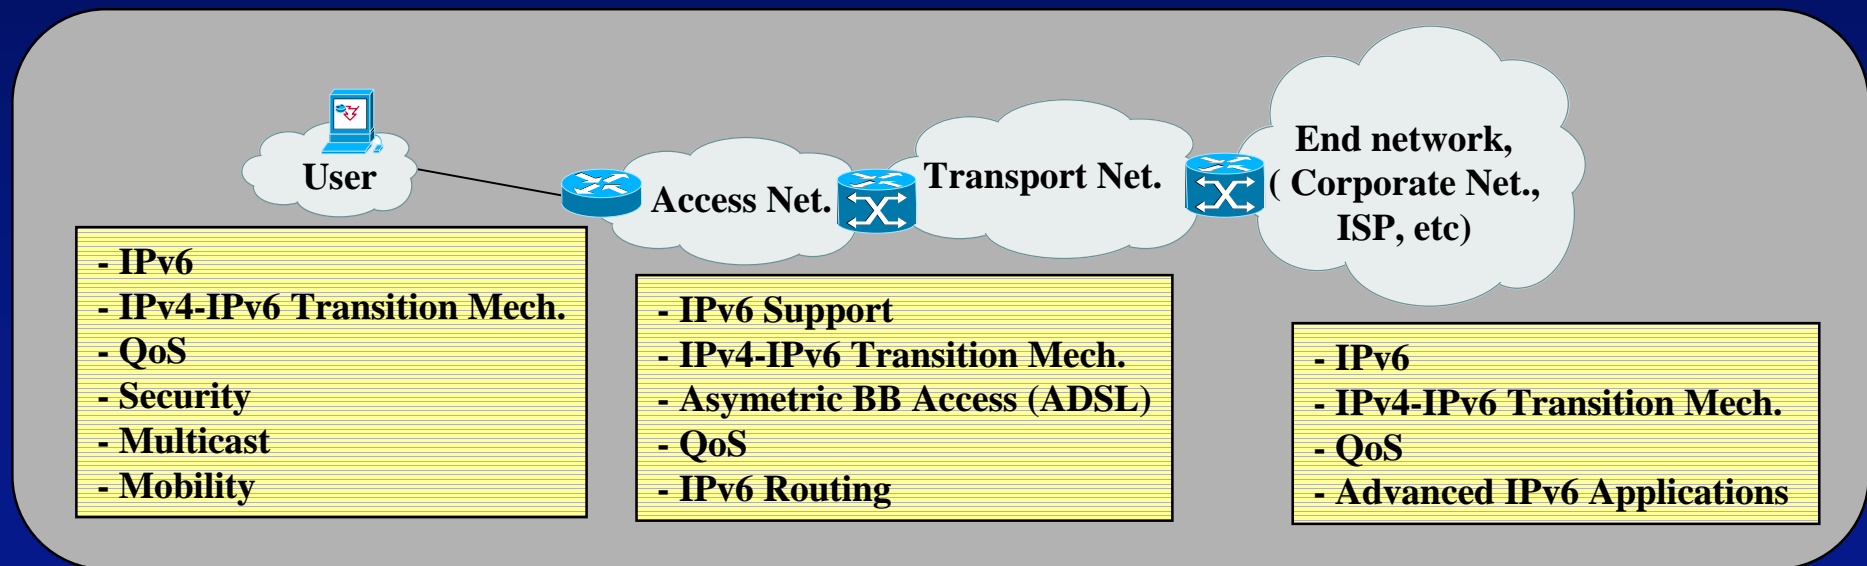 User
Access Net.
Transport Net.
End network,
( Corporate Net.,
ISP, etc)
- IPv6
- IPv4-IPv6 Transition Mech.
- QoS
- Security
- Multicast
- Mobility
- IPv6 Support
- IPv4-IPv6 Transition Mech.
- Asymetric BB Access (ADSL)
- QoS
- IPv6 Routing
- IPv6
- IPv4-IPv6 Transition Mech.
- QoS
- Advanced IPv6 Applications